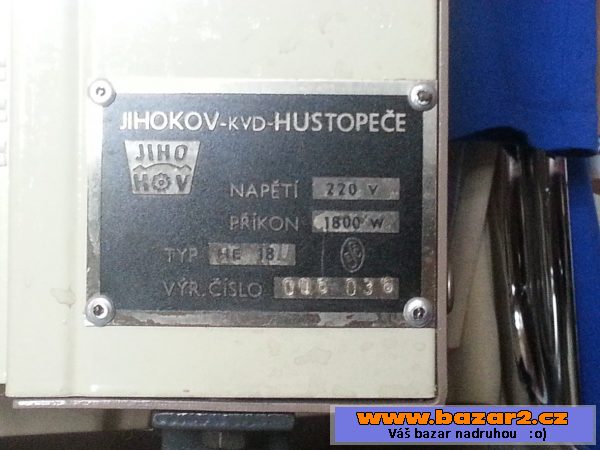 JIHOKOV-KVD-HUSTOPEČE
JIHO
KOV
NAPĚTÍ 220 V
PŘÍKON 1800 W
TYP HE 18
VÝR. ČÍSLO 016 036
www.bazar2.cz
Váš bazar nadruhou :o)